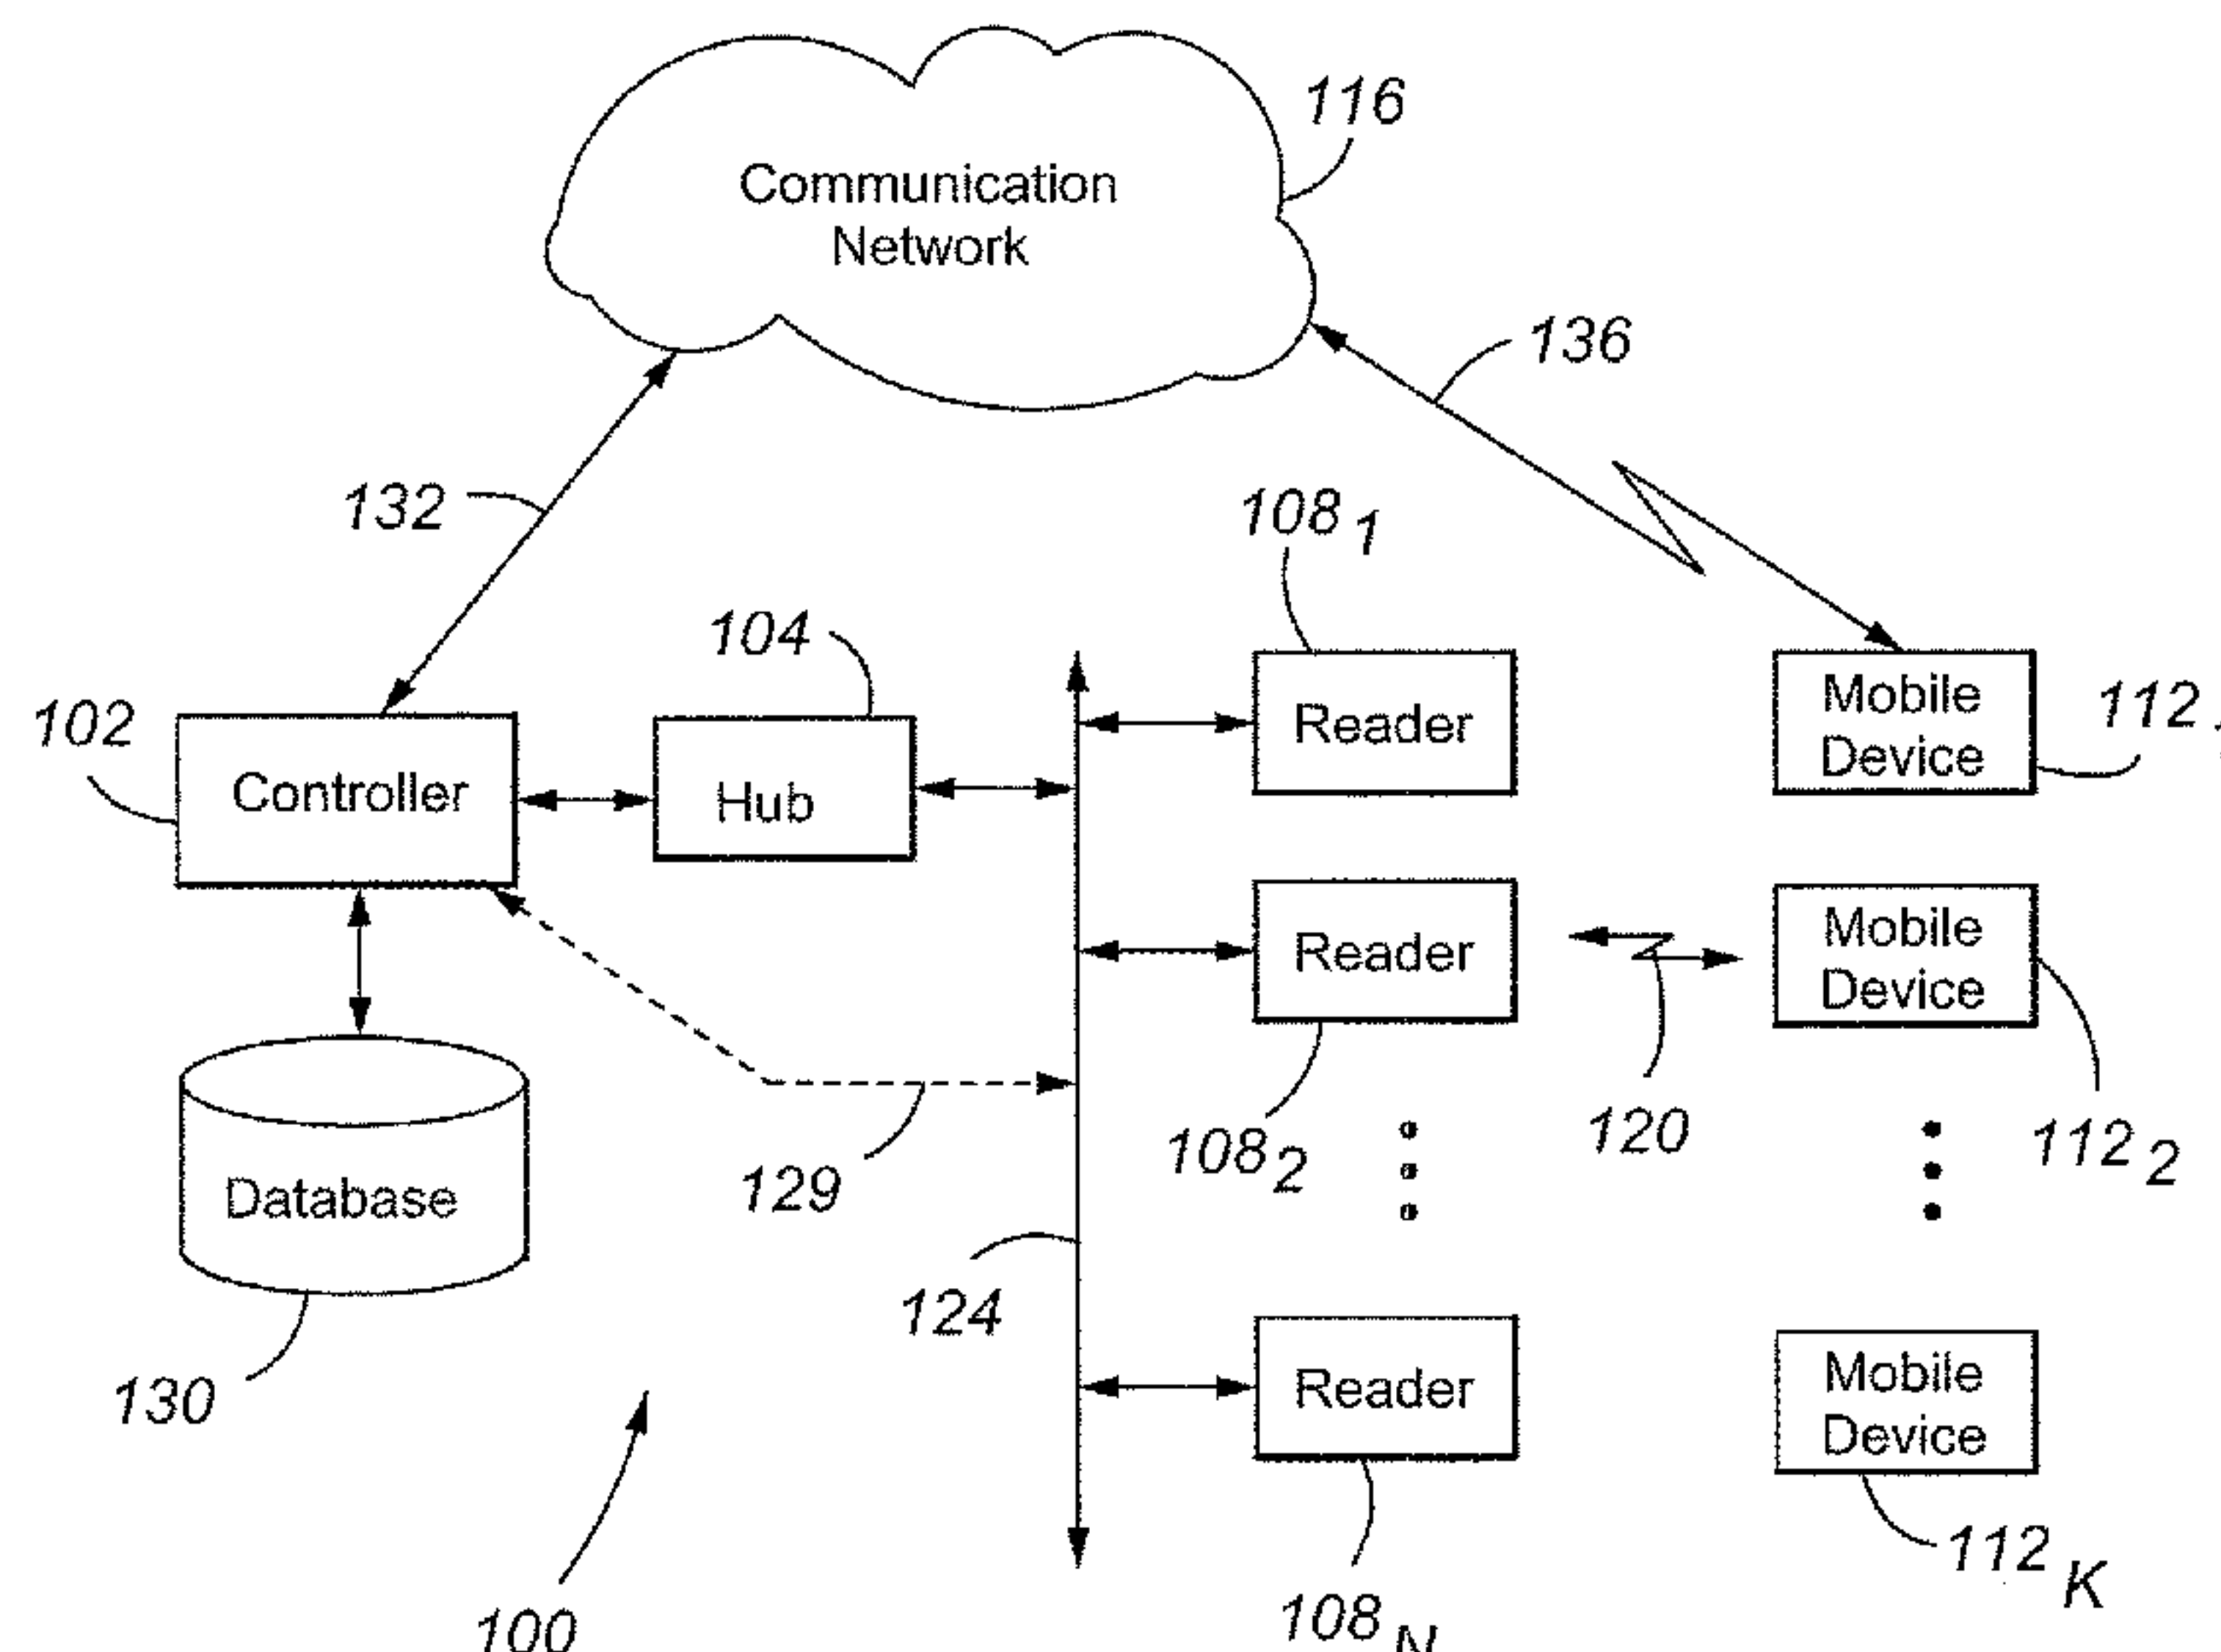 Communication
Network
116
136
132
108 1
104
102
Controller
Hub
Reader
Mobile
Device
112
Reader
Mobile
Device
120
108 2
112 2
129
Database
124
130
Reader
Mobile
Device
112 K
108 N
100